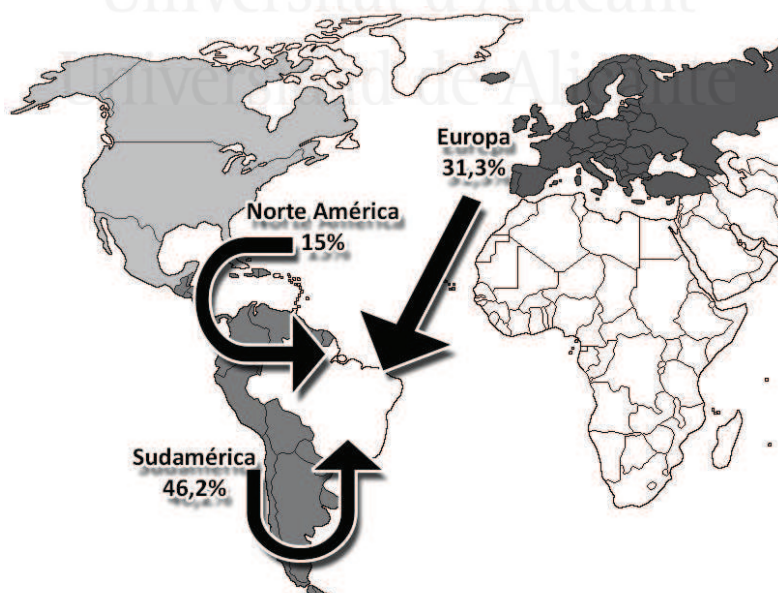 Universitat d'Alacant
Universidad de Alicante
Europa
31,3%
Norte América
15%
Sudamérica
46,2%